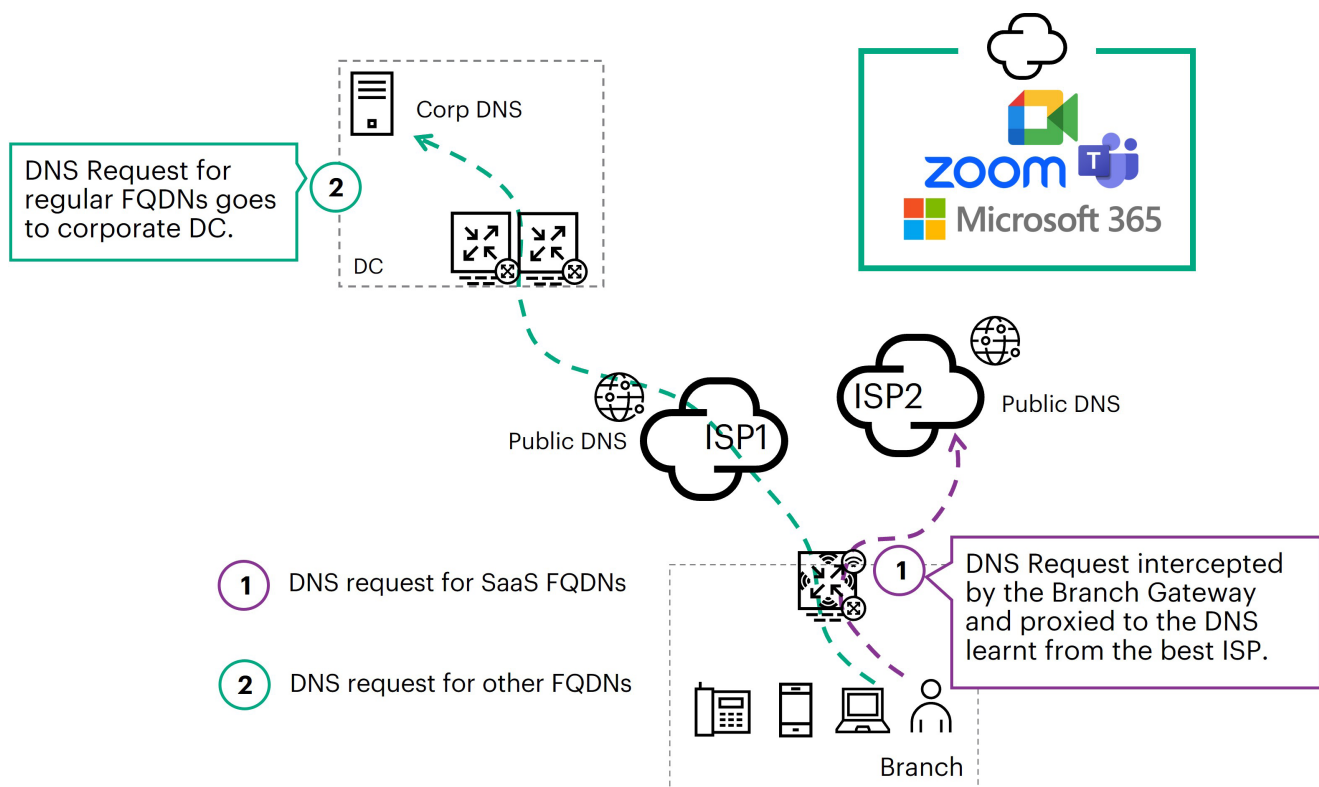 Corp DNS
DNS Request for
regular FQDNs goes
to corporate DC.
2
DC
zoom
T
Microsoft 365
ISP2
Public DNS
Public DNS
ISP1
1
DNS Request intercepted
by the Branch Gateway
and proxied to the DNS
learnt from the best ISP.
1 DNS request for SaaS FQDNs
2 DNS request for other FQDNs
Branch